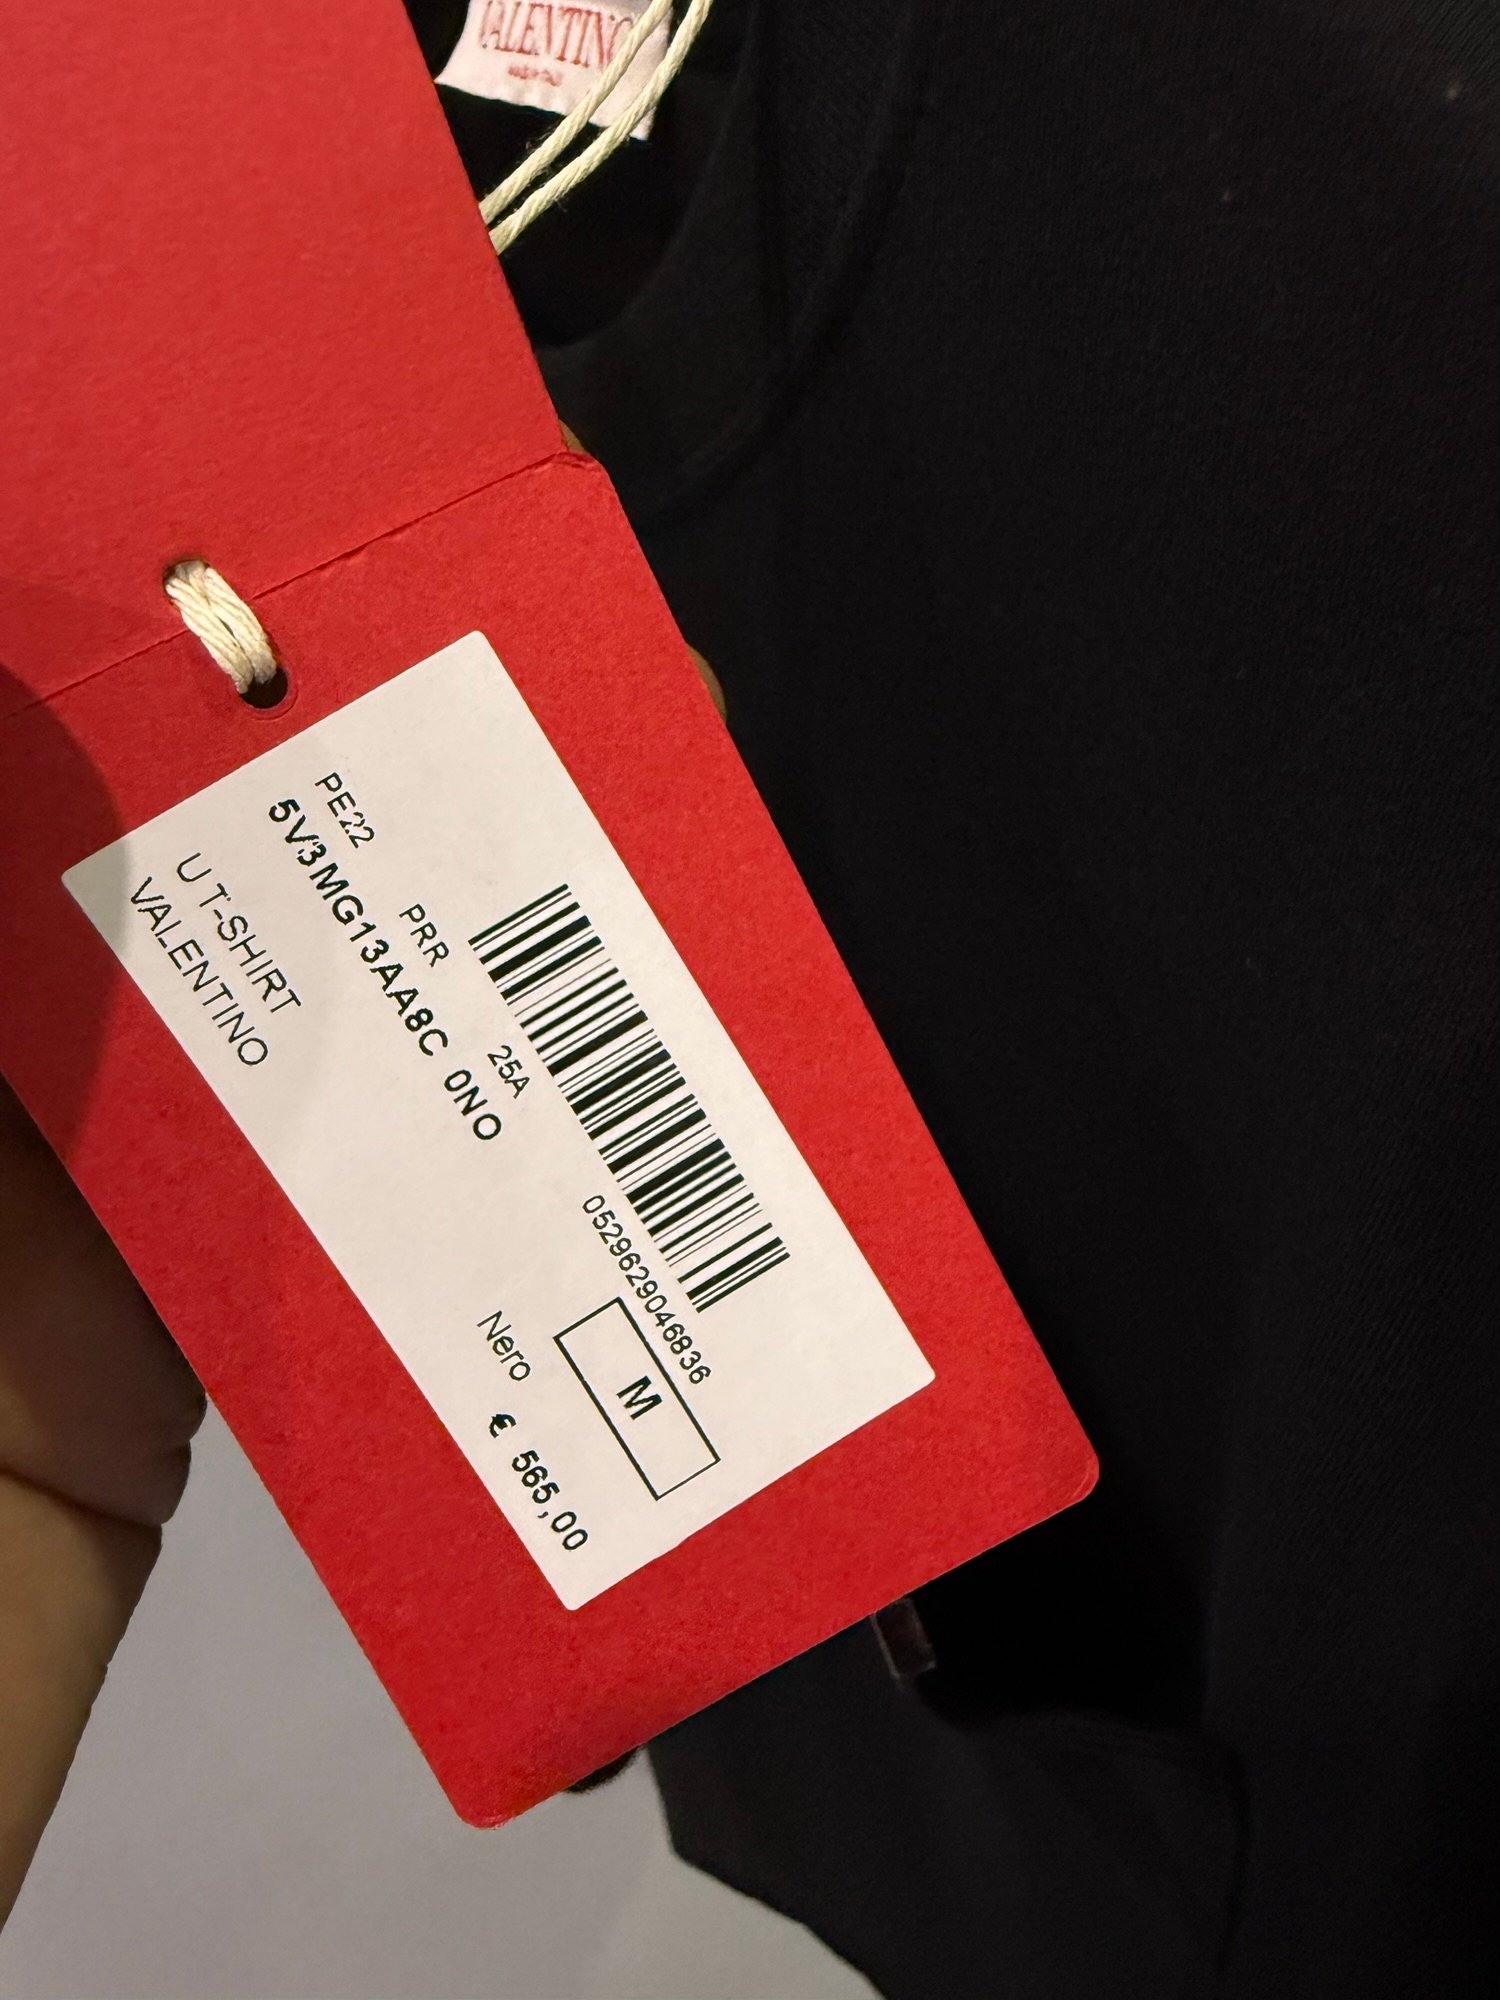 VALENTINO
PE22 PRR 25A 0529629046836
5V3MG13AA8C 0NO M
U T-SHIRT Nero
VALENTINO € 565,00